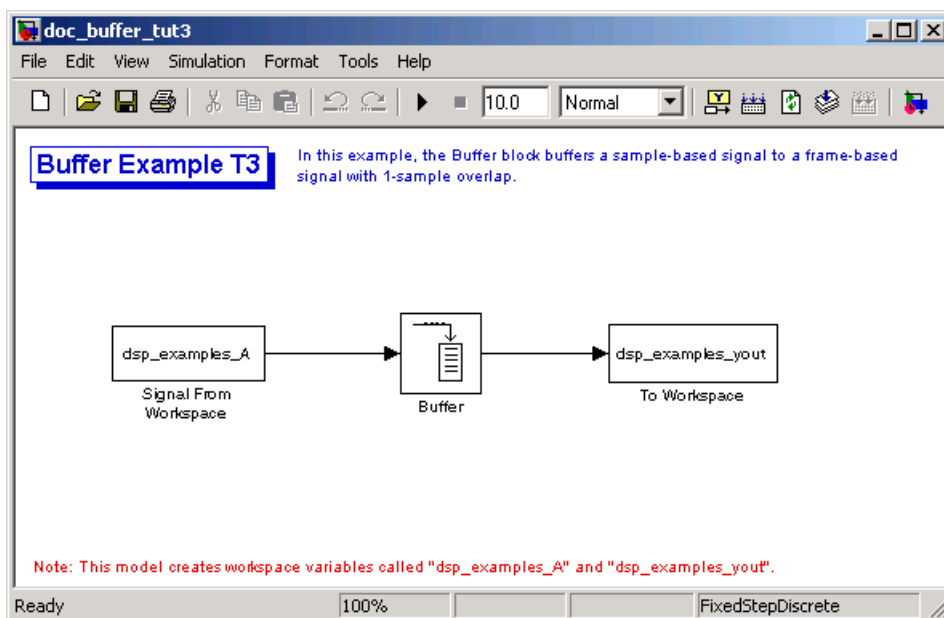 doc_buffer_tut3
File Edit View Simulation Format Tools Help
10.0 Normal
Buffer Example T3
In this example, the Buffer block buffers a sample-based signal to a frame-based
signal with 1-sample overlap.
dsp_examples_A
Signal From
Workspace
Buffer
dsp_examples_yout
To Workspace
Note: This model creates workspace variables called "dsp_examples_A" and "dsp_examples_yout".
Ready 100% FixedStepDiscrete